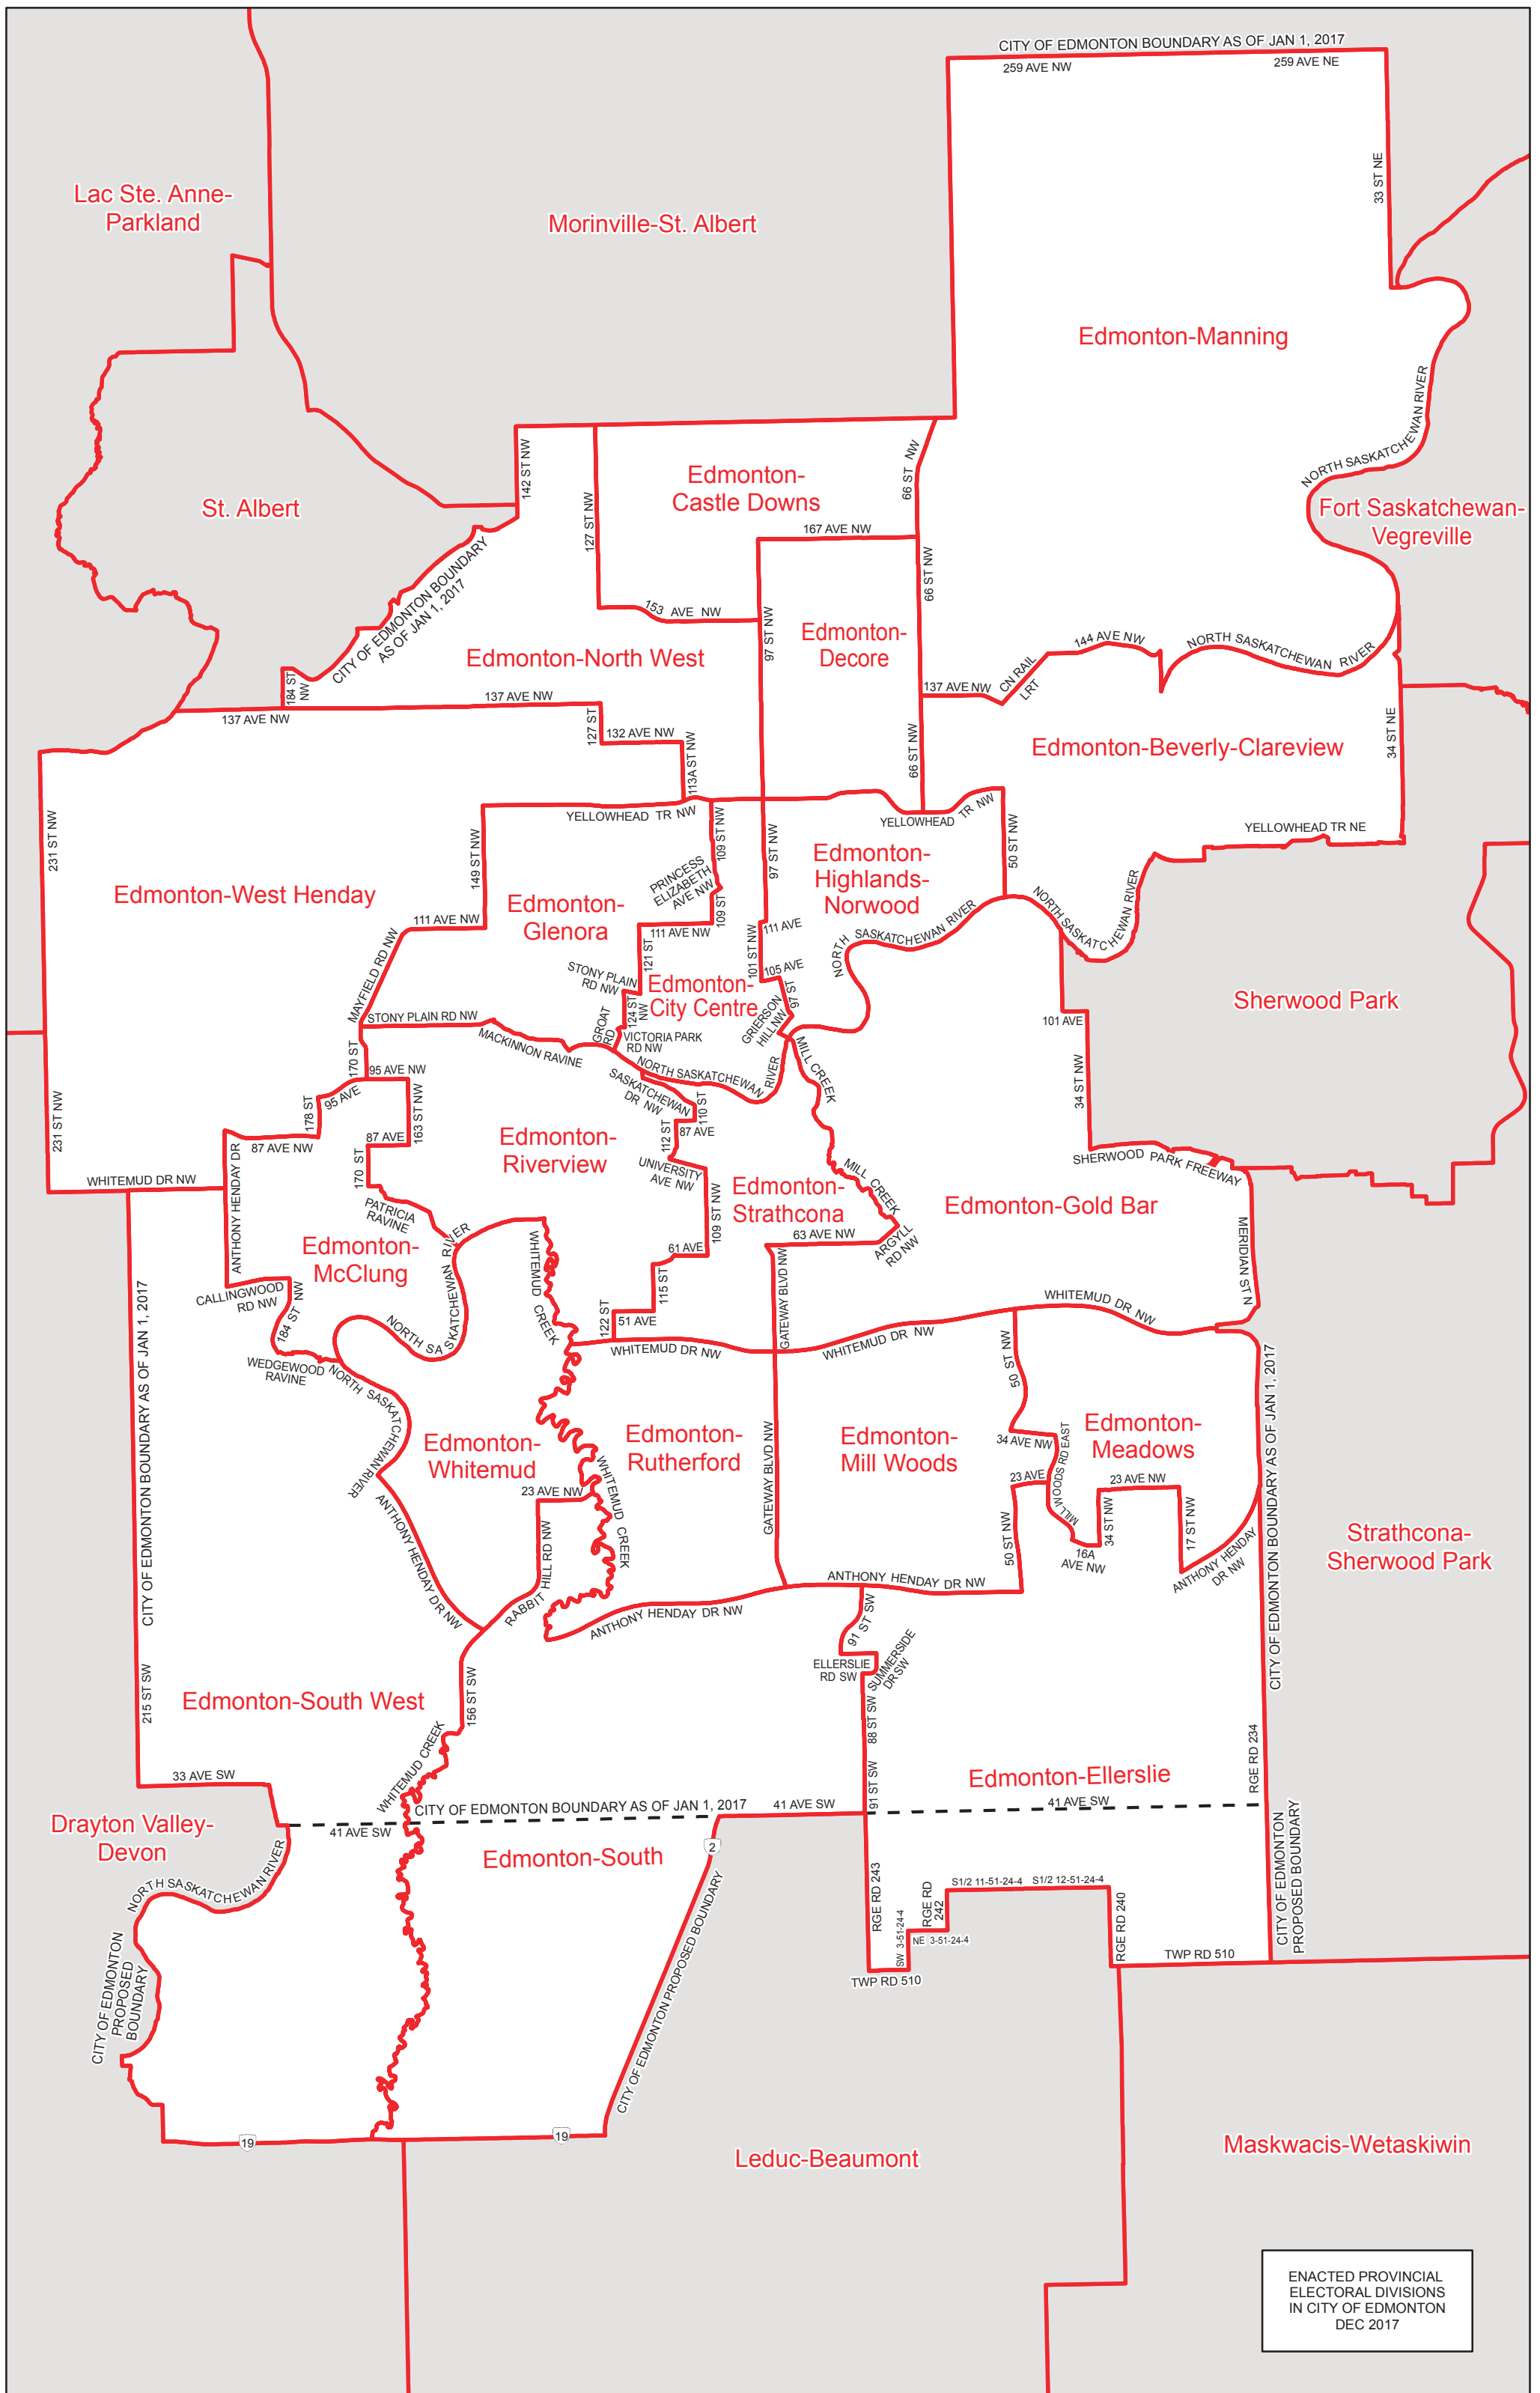 CITY OF EDMONTON BOUNDARY AS OF JAN 1, 2017
259 AVE NW
259 AVE NE
33 ST NE
Lac Ste. Anne-
Parkland
Morinville-St. Albert
Edmonton-Manning
NORTH SASKATCHEWAN RIVER
142 ST NW
127 ST NW
Edmonton-
Castle Downs
66 ST NW
St. Albert
Fort Saskatchewan-
Vegreville
167 AVE NW
66 ST NW
CITY OF EDMONTON BOUNDARY
AS OF JAN 1, 2017
153 AVE NW
97 ST NW
Edmonton-
Decore
144 AVE NW
NORTH SASKATCHEWAN RIVER
Edmonton-North West
184 ST
NW
137 AVE NW
137 AVE NW
137 AVE NW
CN RAIL
LRT
127 ST
132 AVE NW
113A ST NW
66 ST NW
Edmonton-Beverly-Clareview
34 ST NE
YELLOWHEAD TR NW
YELLOWHEAD TR NW
YELLOWHEAD TR NE
231 ST NW
149 ST NW
109 ST NW
97 ST NW
50 ST NW
Edmonton-West Henday
Edmonton-
Glenora
PRINCESS
ELIZABETH
AVE NW
109 ST
Edmonton-
Highlands-
Norwood
111 AVE NW
111 AVE NW
111 AVE
MAYFIELD RD NW
121 ST
101 ST NW
NORTH SASKATCHEWAN RIVER
NORTH SASKATCHEWAN RIVER
STONY PLAIN
RD NW
Edmonton-
City Centre
105 AVE
97 ST
GRIERSON
HILL NW
Sherwood Park
STONY PLAIN RD NW
MACKINNON RAVINE
GROAT
RD
124 ST
NW
VICTORIA PARK
RD NW
101 AVE
170 ST
95 AVE NW
95 AVE
178 ST
163 ST NW
NORTH SASKATCHEWAN RIVER
SASKATCHEWAN
DR NW
110 ST
MILL CREEK
34 ST NW
231 ST NW
87 AVE NW
87 AVE
170 ST
Edmonton-
Riverview
112 ST
87 AVE
UNIVERSITY
AVE NW
MILL CREEK
SHERWOOD PARK FREEWAY
WHITEMUD DR NW
ANTHONY HENDAY DR
PATRICIA
RAVINE
109 ST NW
Edmonton-
Strathcona
Edmonton-Gold Bar
Edmonton-
McClung
NORTH SASKATCHEWAN RIVER
WHITEMUD CREEK
61 AVE
63 AVE NW
ARGYLL
RD NW
MERIDIAN ST N
CALLINGWOOD
RD NW
184 ST NW
115 ST
122 ST
51 AVE
GATEWAY BLVD NW
WHITEMUD DR NW
WHITEMUD DR NW
WHITEMUD DR NW
CITY OF EDMONTON BOUNDARY AS OF JAN 1, 2017
WEDGEWOOD
RAVINE
NORTH SASKATCHEWAN RIVER
50 ST NW
Edmonton-
Whitemud
Edmonton-
Rutherford
Edmonton-
Mill Woods
Edmonton-
Meadows
34 AVE NW
GATEWAY BLVD NW
WHITEMUD CREEK
23 AVE NW
23 AVE
MILL WOODS RD EAST
23 AVE NW
34 ST NW
17 ST NW
CITY OF EDMONTON BOUNDARY AS OF JAN 1, 2017
Strathcona-
Sherwood Park
ANTHONY HENDAY DR NW
RABBIT HILL RD NW
50 ST NW
16A
AVE NW
ANTHONY HENDAY
DR NW
ANTHONY HENDAY DR NW
ANTHONY HENDAY DR NW
91 ST SW
ELLERSLIE
RD SW
SUMMERSIDE
DR SW
215 ST SW
Edmonton-South West
156 ST SW
88 ST SW
RGE RD 234
WHITEMUD CREEK
33 AVE SW
91 ST SW
Edmonton-Ellerslie
Drayton Valley-
Devon
CITY OF EDMONTON BOUNDARY AS OF JAN 1, 2017
41 AVE SW
41 AVE SW
41 AVE SW
Edmonton-South
2
NORTH SASKATCHEWAN RIVER
CITY OF EDMONTON
PROPOSED BOUNDARY
RGE RD 243
SW 3-51-24-4
RGE RD
242
NE 3-51-24-4
S1/2 11-51-24-4
S1/2 12-51-24-4
RGE RD 240
TWP RD 510
TWP RD 510
CITY OF EDMONTON
PROPOSED
BOUNDARY
CITY OF EDMONTON PROPOSED BOUNDARY
19
19
Leduc-Beaumont
Maskwacis-Wetaskiwin
ENACTED PROVINCIAL
ELECTORAL DIVISIONS
IN CITY OF EDMONTON
DEC 2017